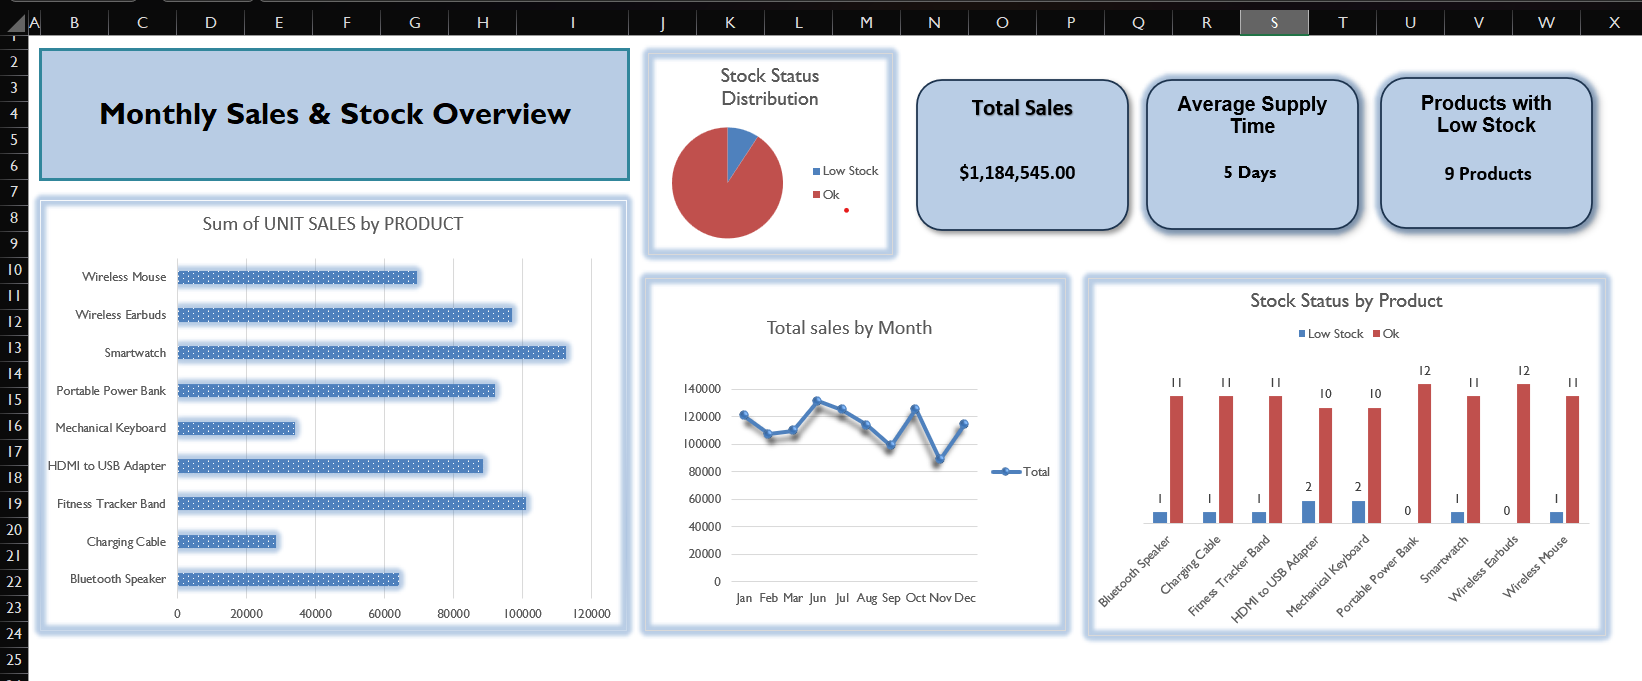 A B C D E F G H I J K L M N O P Q R S T U V W X
1
2
3
4
5
6
7
8
9
10
11
12
13
14
15
16
17
18
19
20
21
22
23
24
25
Monthly Sales & Stock Overview
Stock Status
Distribution
Low Stock
Ok
Total Sales
$1,184,545.00
Average Supply
Time
5 Days
Products with
Low Stock
9 Products
Sum of UNIT SALES by PRODUCT
Wireless Mouse
Wireless Earbuds
Smartwatch
Portable Power Bank
Mechanical Keyboard
HDMI to USB Adapter
Fitness Tracker Band
Charging Cable
Bluetooth Speaker
0 20000 40000 60000 80000 100000 120000
Total sales by Month
140000
120000
100000
80000
60000
40000
20000
0
Jan Feb Mar Jun Jul Aug Sep Oct Nov Dec
Total
Stock Status by Product
Low Stock Ok
1 11 1 11 1 11 2 10 2 10 0 12 1 11 0 12 1 11
Bluetooth Speaker
Charging Cable
Fitness Tracker Band
HDMI to USB Adapter
Mechanical Keyboard
Portable Power Bank
Smartwatch
Wireless Earbuds
Wireless Mouse